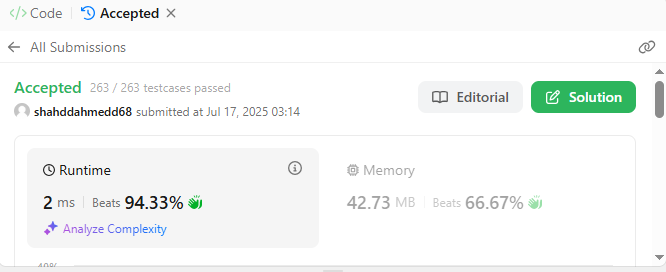 </> Code Accepted
All Submissions
Accepted 263 / 263 testcases passed Editorial Solution
shahddahmedd68 submitted at Jul 17, 2025 03:14
Runtime Memory
2 ms Beats 94.33% 42.73 MB Beats 66.67%
Analyze Complexity
40%